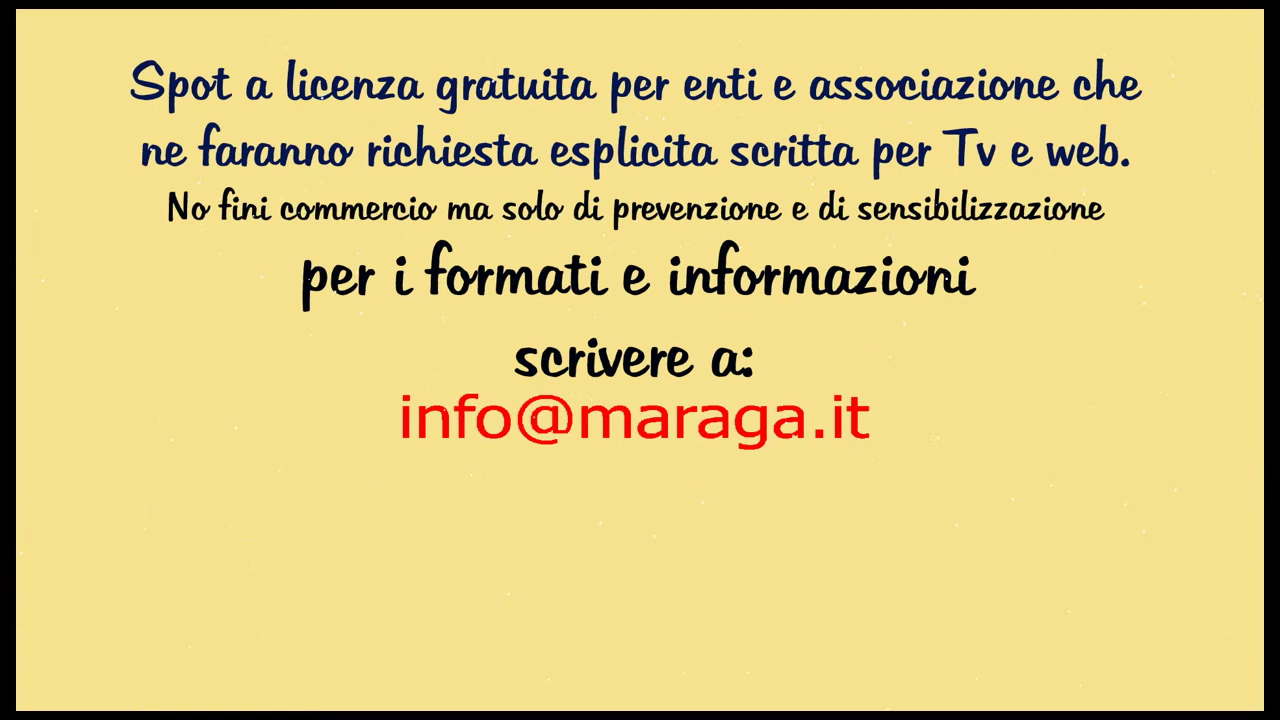 Spot a licenza gratuita per enti e associazione che
ne faranno richiesta esplicita scritta per Tv e web.
No fini commercio ma solo di prevenzione e di sensibilizzazione
per i formati e informazioni
scrivere a:
info@maraga.it